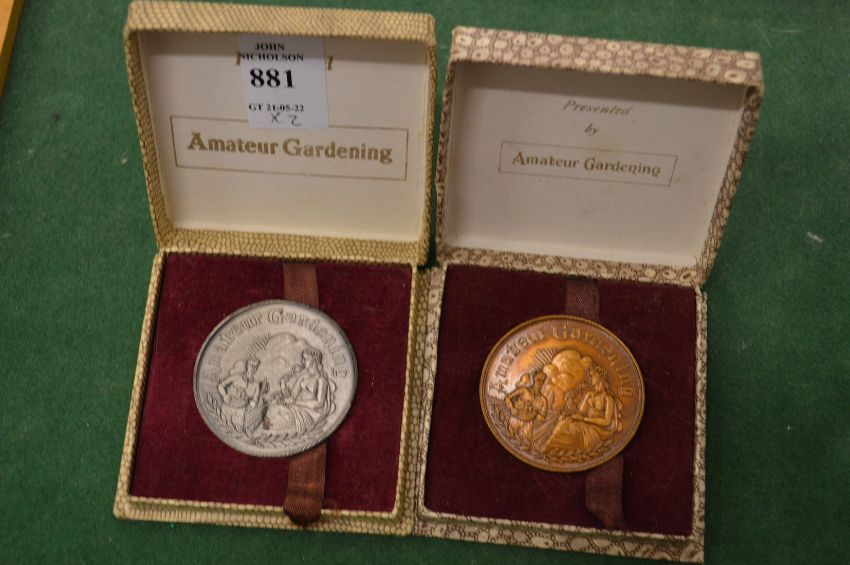 JOHN
NICHOLSON
881
GT 21-05-22
X 2
Amateur Gardening
Presented
by
Amateur Gardening
Amateur Gardening
Amateur Gardening